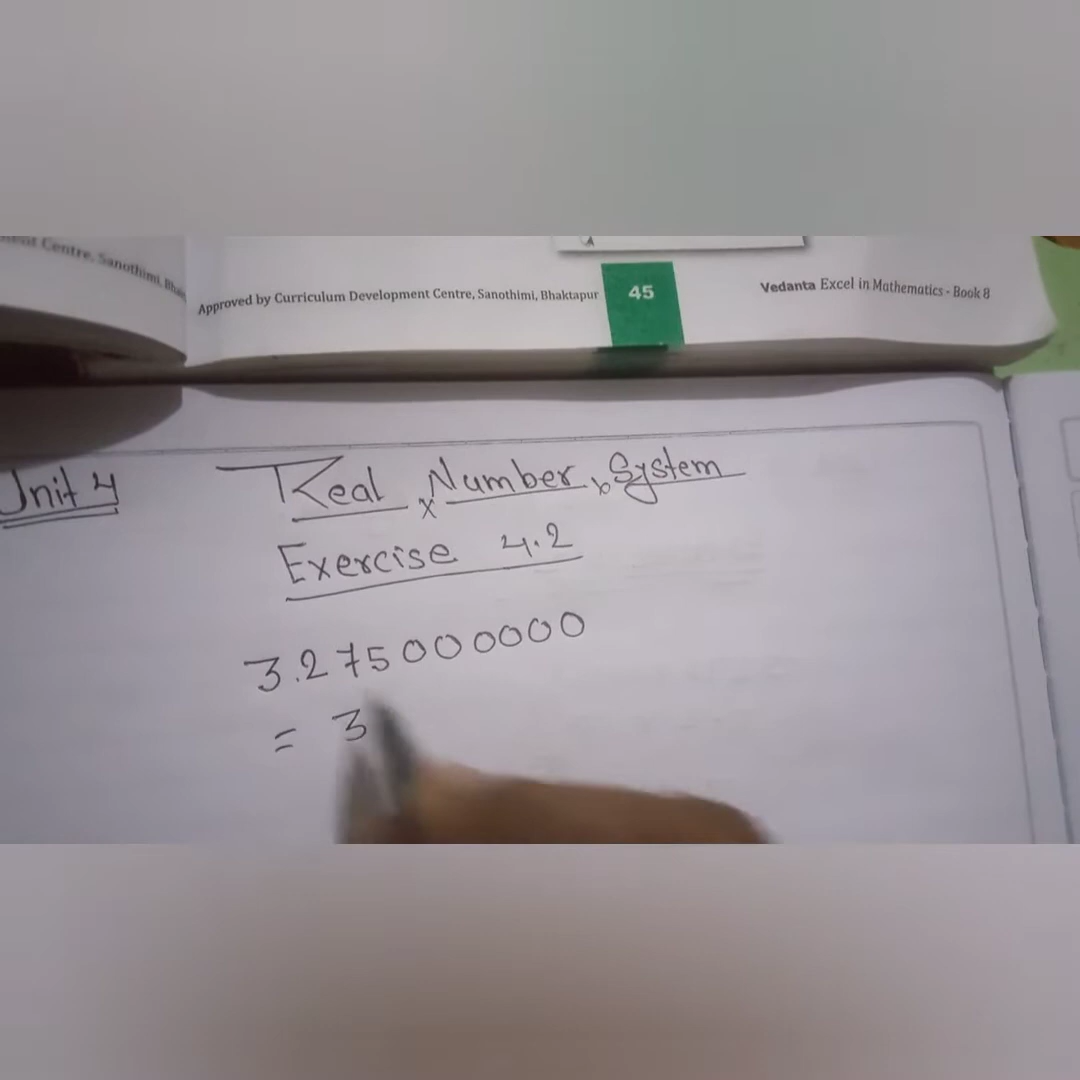 Approved by Curriculum Development Centre, Sanothimi, Bhaktapur
45
Vedanta Excel in Mathematics - Book 8
Centre, Sanothimi,
Unit 4
Real Number System
Exercise 4.2
3.275000000
= 3